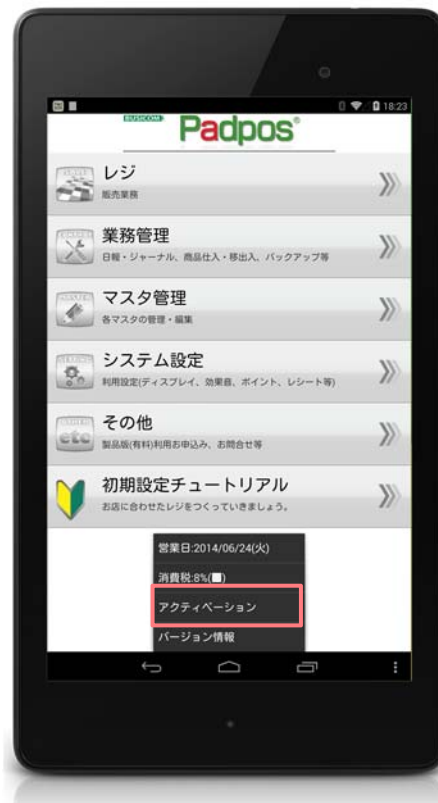 18:23
BUSICOM
Padpos®
レジ
販売業務
業務管理
日報・ジャーナル、商品仕入・移出入、バックアップ等
マスタ管理
各マスタの管理・編集
システム設定
利用設定(ディスプレイ、効果音、ポイント、レシート等)
etc
その他
製品版(有料)利用お申込み、お問合せ等
初期設定チュートリアル
お店に合わせたレジをつくっていきましょう。
営業日:2014/06/24(火)
消費税:8%(■)
アクティベーション
バージョン情報